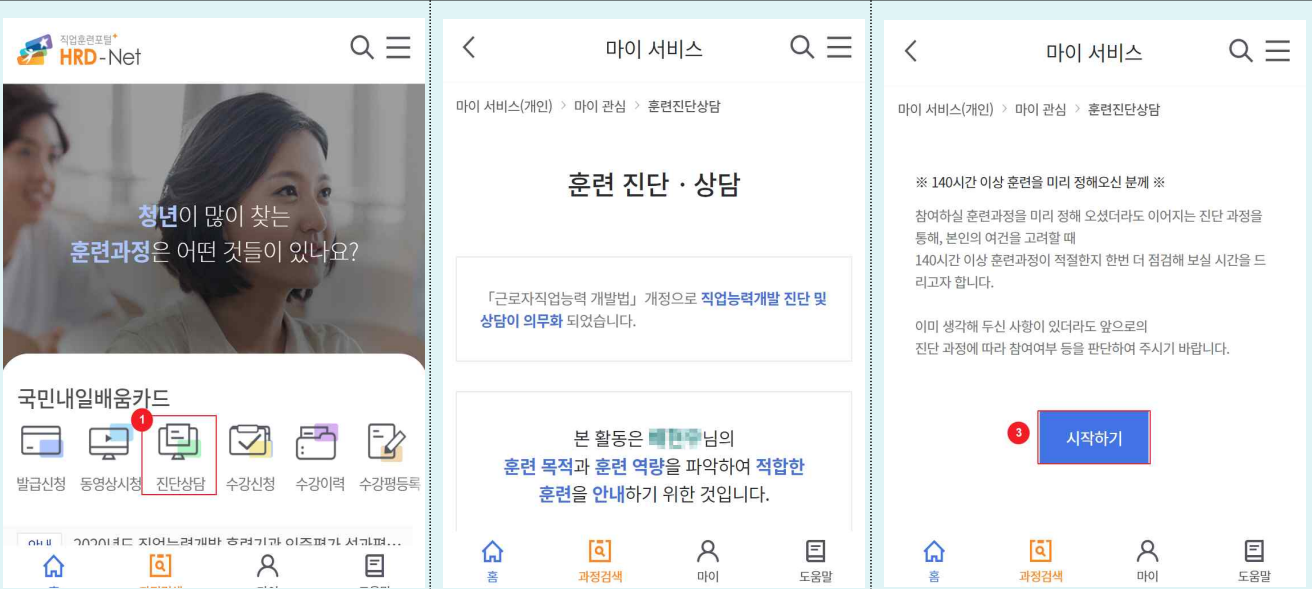 직업훈련포털
HRD-Net
청년이 많이 찾는
훈련과정은 어떤 것들이 있나요?
국민내일배움카드
1
발급신청 동영상시청 진단상담 수강신청 수강이력 수강평등록
안내 2020년도 직업능력개발 훈련기관 인증평가 성과평…
마이 서비스
마이 서비스(개인) > 마이 관심 > 훈련진단상담
훈련 진단 · 상담
「근로자직업능력 개발법」개정으로 직업능력개발 진단 및
상담이 의무화 되었습니다.
본 활동은 님의
훈련 목적과 훈련 역량을 파악하여 적합한
훈련을 안내하기 위한 것입니다.
홈 과정검색 마이 도움말
마이 서비스
마이 서비스(개인) > 마이 관심 > 훈련진단상담
※ 140시간 이상 훈련을 미리 정해오신 분께 ※
참여하실 훈련과정을 미리 정해 오셨더라도 이어지는 진단 과정을
통해, 본인의 여건을 고려할 때
140시간 이상 훈련과정이 적절한지 한번 더 점검해 보실 시간을 드
리고자 합니다.
이미 생각해 두신 사항이 있더라도 앞으로의
진단 과정에 따라 참여여부 등을 판단하여 주시기 바랍니다.
3
시작하기
홈 과정검색 마이 도움말